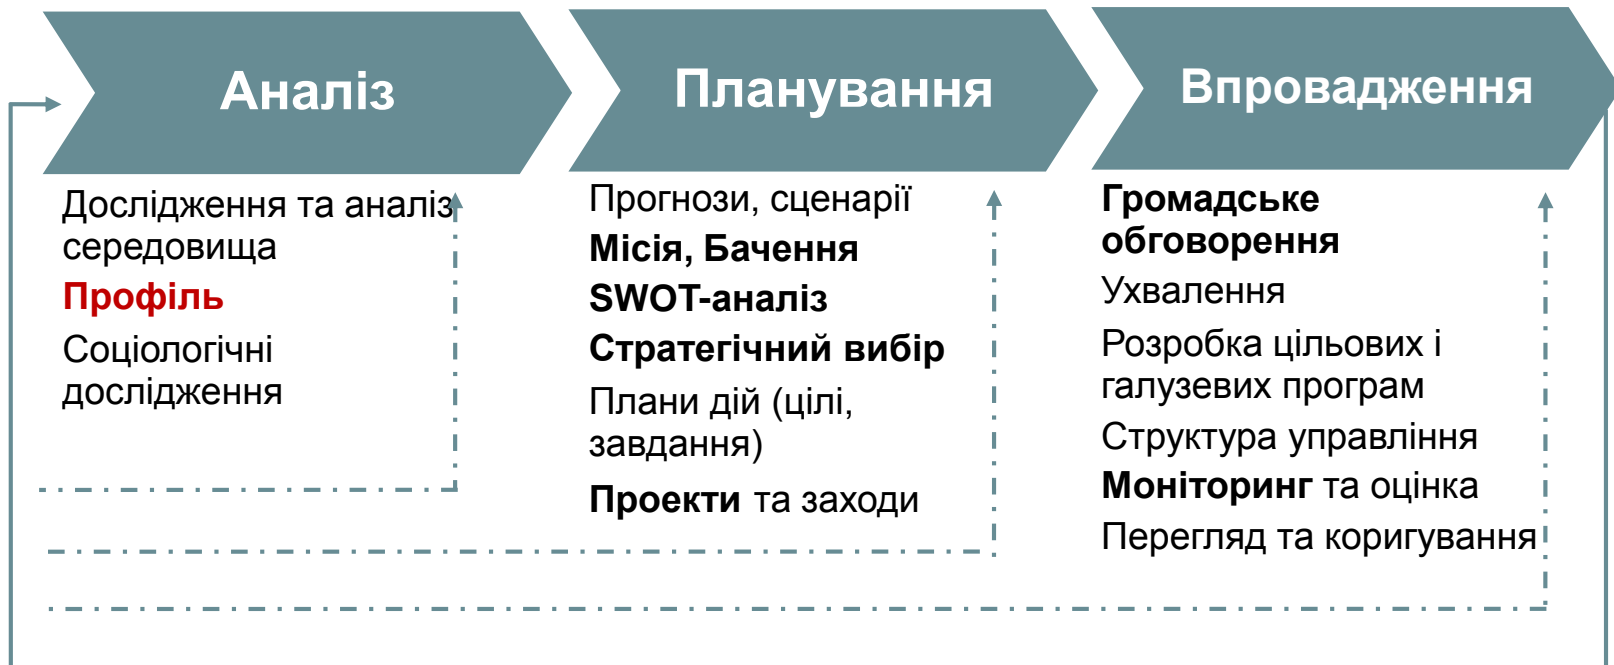 Аналіз
Планування
Впровадження
Дослідження та аналіз
середовища
Профіль
Соціологічні
дослідження
Прогнози, сценарії
Місія, Бачення
SWOT-аналіз
Стратегічний вибір
Плани дій (цілі,
завдання)
Проекти та заходи
Громадське
обговорення
Ухвалення
Розробка цільових і
галузевих програм
Структура управління
Моніторинг та оцінка
Перегляд та коригування